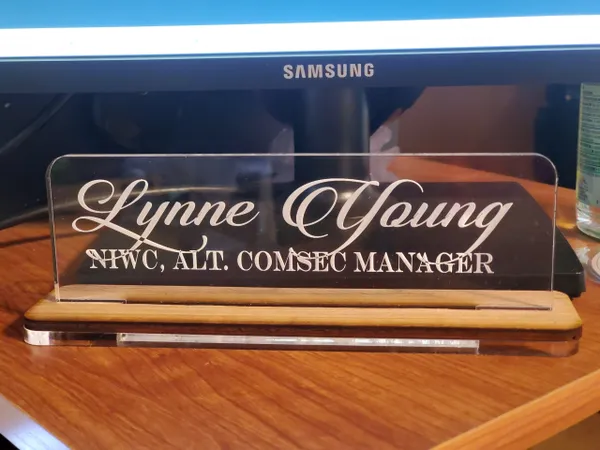 SAMSUNG
Lynne Young
NIWC, ALT. COMSEC MANAGER